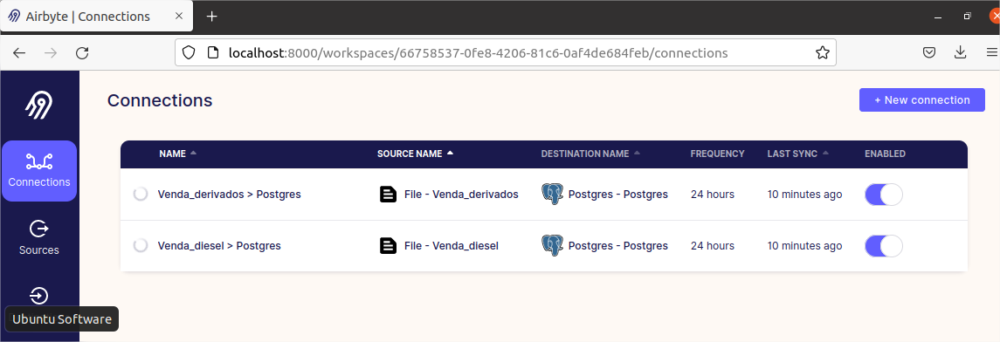 Airbyte | Connections
localhost:8000/workspaces/66758537-0fe8-4206-81c6-0af4de684feb/connections
Connections
+ New connection
NAME SOURCE NAME DESTINATION NAME FREQUENCY LAST SYNC ENABLED
Venda_derivados > Postgres File - Venda_derivados Postgres - Postgres 24 hours 10 minutes ago
Venda_diesel > Postgres File - Venda_diesel Postgres - Postgres 24 hours 10 minutes ago
Connections
Sources
Ubuntu Software